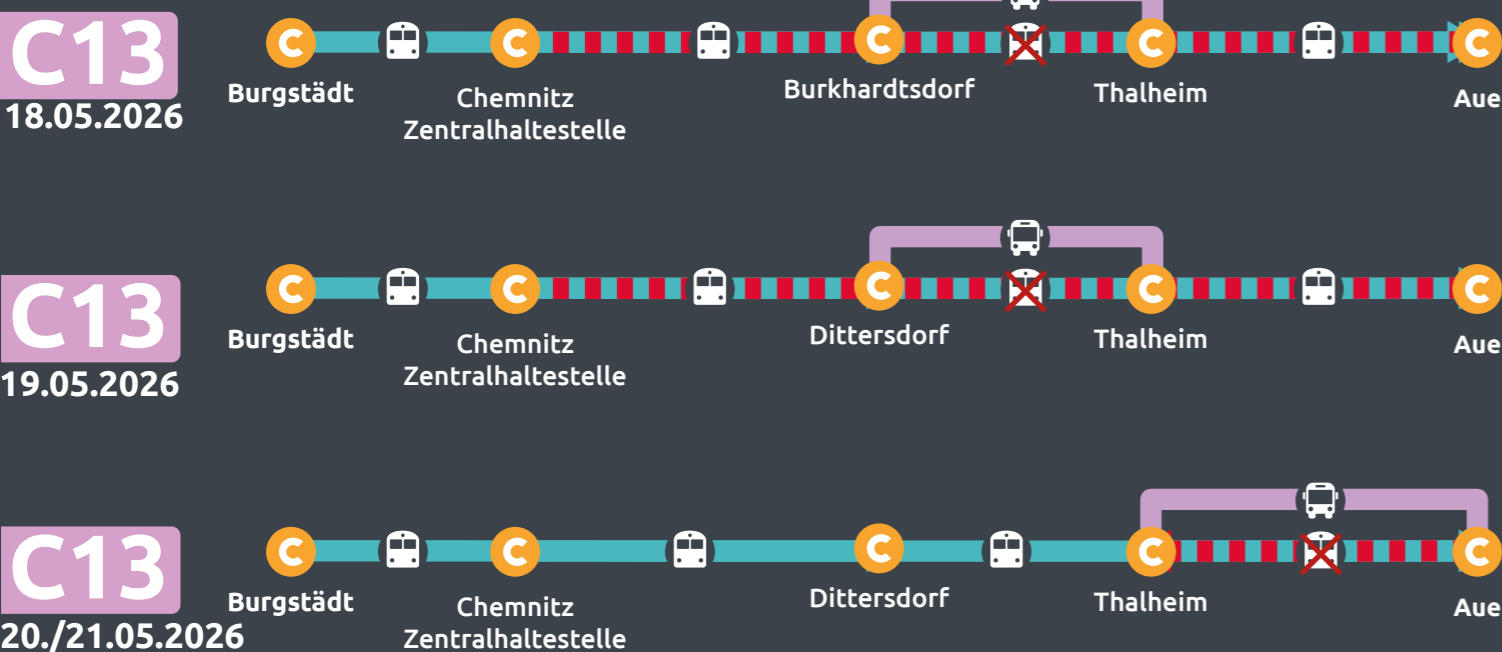 C13
18.05.2026
C
C
C
C
C
Burgstädt
Chemnitz
Zentralhaltestelle
Burkhardtsdorf
Thalheim
Aue
C13
19.05.2026
C
C
C
C
C
Burgstädt
Chemnitz
Zentralhaltestelle
Dittersdorf
Thalheim
Aue
C13
20./21.05.2026
C
C
C
C
C
Burgstädt
Chemnitz
Zentralhaltestelle
Dittersdorf
Thalheim
Aue